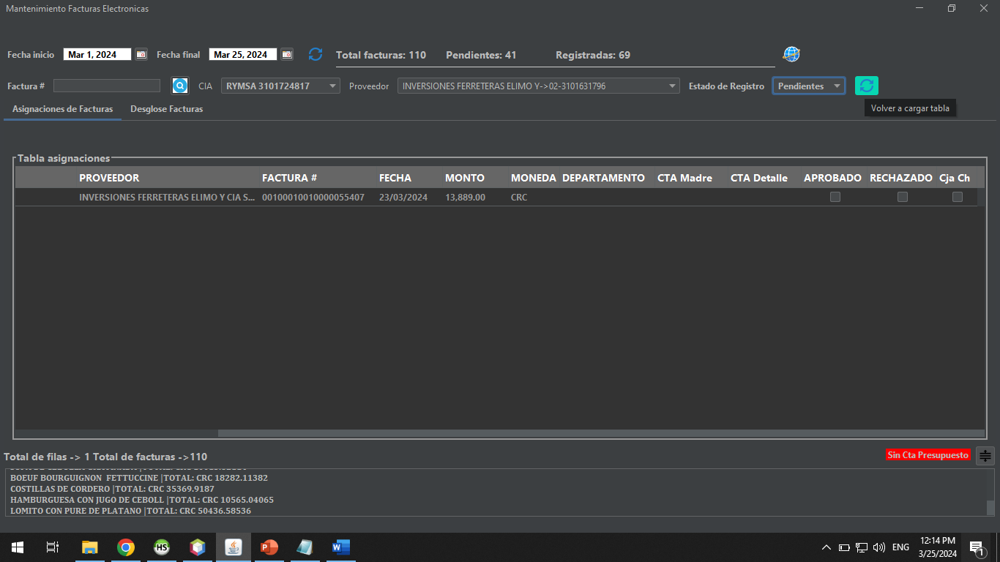 Mantenimiento Facturas Electronicas
Fecha inicio Mar 1, 2024 Fecha final Mar 25, 2024 Total facturas: 110 Pendientes: 41 Registradas: 69
Factura # CIA RYMSA 3101724817 Proveedor INVERSIONES FERRETERAS ELIMO Y->02-3101631796 Estado de Registro Pendientes
Asignaciones de Facturas Desglose Facturas Volver a cargar tabla
Tabla asignaciones
PROVEEDOR FACTURA # FECHA MONTO MONEDA DEPARTAMENTO CTA Madre CTA Detalle APROBADO RECHAZADO Cja Ch
INVERSIONES FERRETERAS ELIMO Y CIA S... 00100010010000055407 23/03/2024 13,889.00 CRC
Total de filas -> 1 Total de facturas ->110 Sin Cta Presupuesto
BOEUF BOURGUIGNON FETTUCCINE |TOTAL: CRC 18282.11382
COSTILLAS DE CORDERO |TOTAL: CRC 35369.9187
HAMBURGUESA CON JUGO DE CEBOLL |TOTAL: CRC 10565.04065
LOMITO CON PURE DE PLATANO |TOTAL: CRC 50436.58536
HS P W ENG 12:14 PM
3/25/2024 1